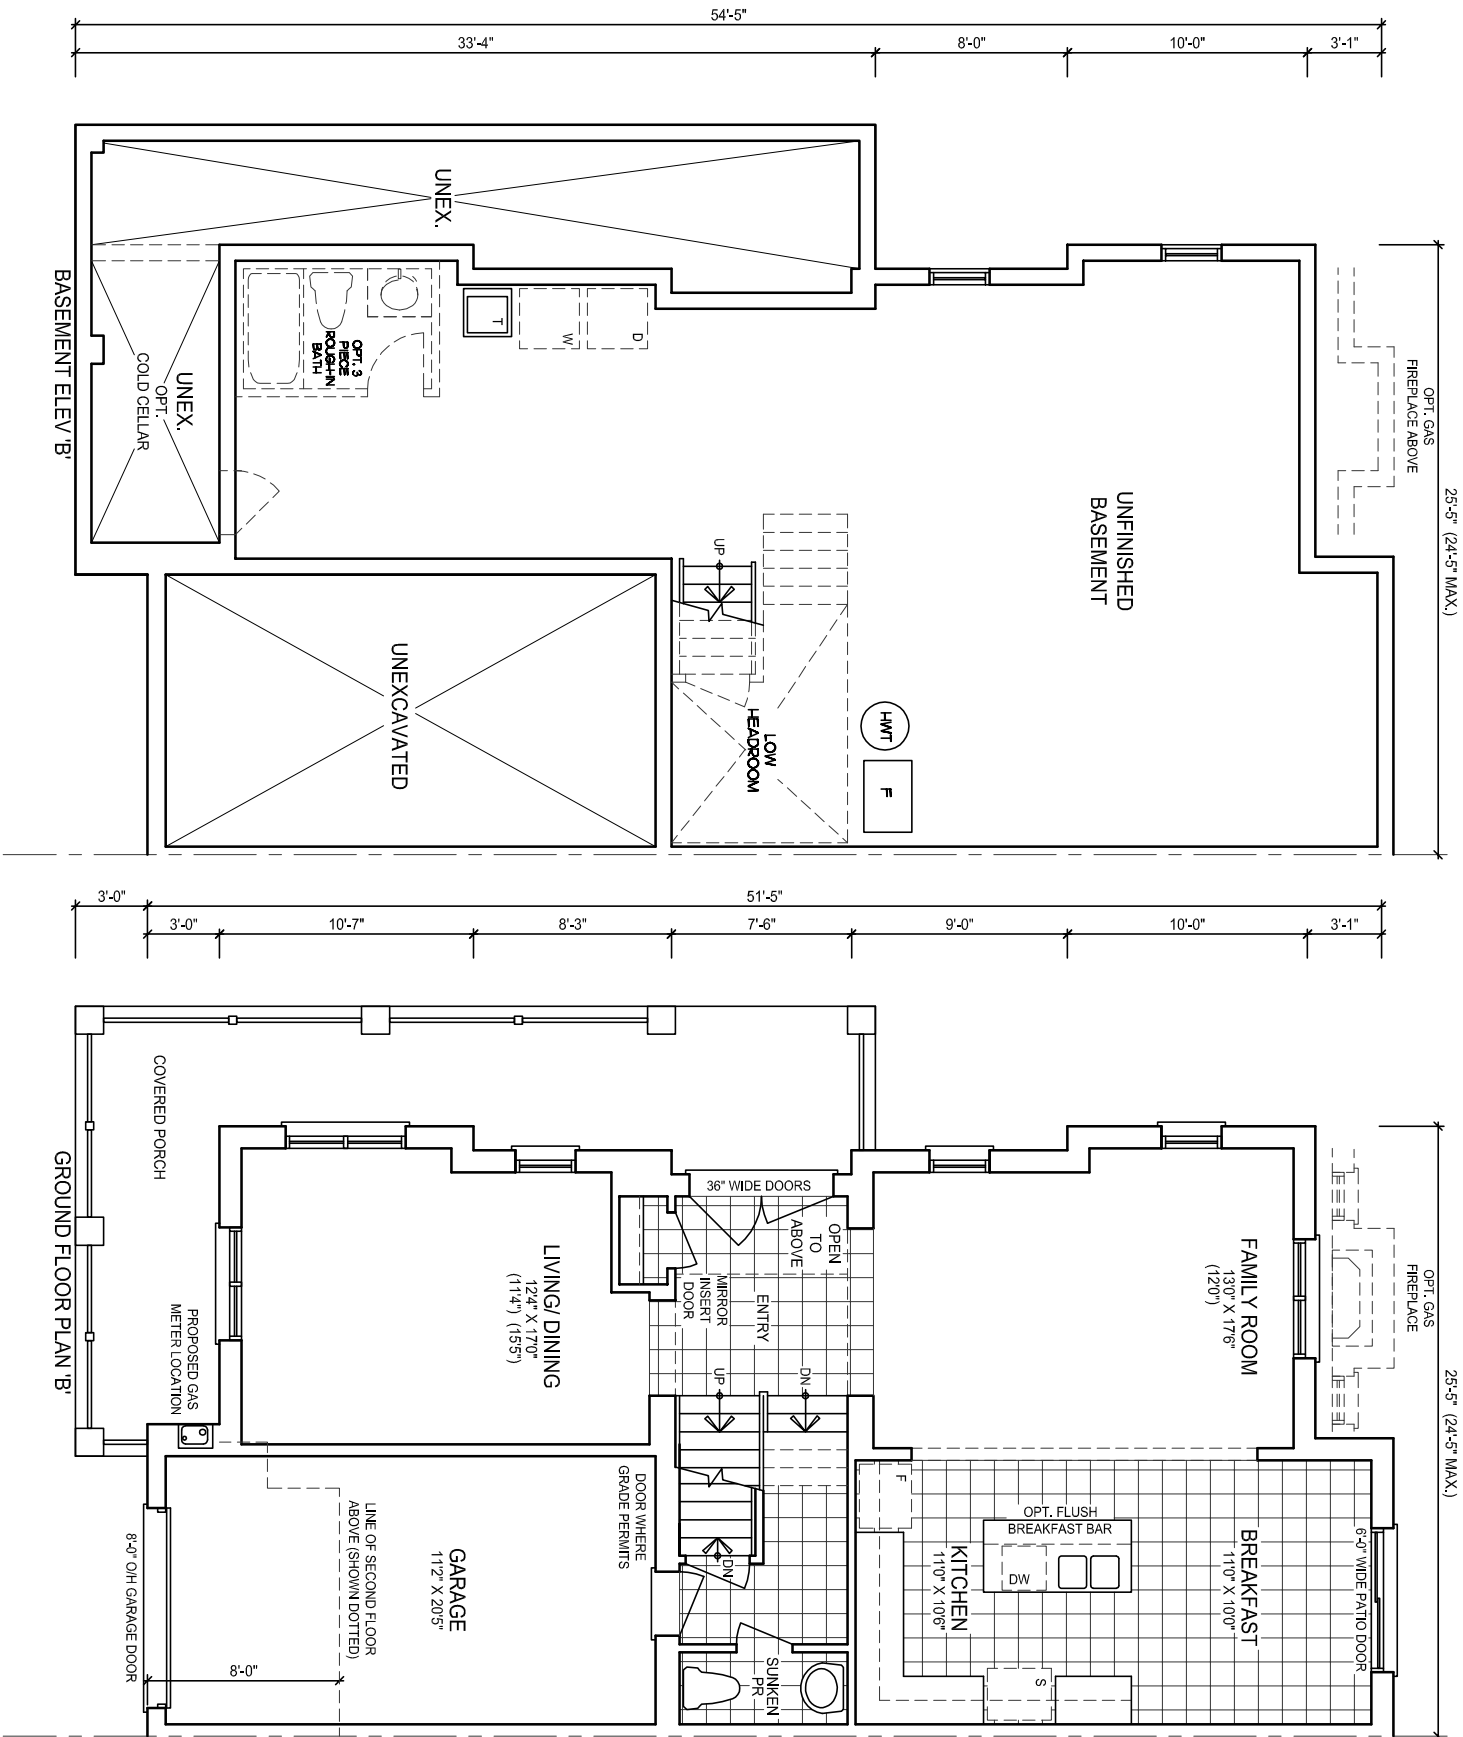 54'-5"
33'-4"
8'-0"
10'-0"
3'-1"
UNEX.
BASEMENT ELEV 'B'
UNEX.
OPT.
COLD CELLAR
OPT. 3
PIECE
ROUGH-IN
BATH
T
W
D
OPT. GAS
FIREPLACE ABOVE
25'-5" (24'-5" MAX.)
UNFINISHED
BASEMENT
UP
LOW
HEADROOM
HWT
F
UNEXCAVATED
3'-0"
51'-5"
3'-0"
10'-7"
8'-3"
7'-6"
9'-0"
10'-0"
3'-1"
COVERED PORCH
GROUND FLOOR PLAN 'B'
PROPOSED GAS
METER LOCATION
LIVING/ DINING
12'4" X 17'0"
(11'4") (15'5")
36" WIDE DOORS
OPEN
TO
ABOVE
ENTRY
MIRROR
INSERT
DOOR
UP
DN
FAMILY ROOM
13'0" X 17'6"
(12'0")
OPT. GAS
FIREPLACE
25'-5" (24'-5" MAX.)
DOOR WHERE
GRADE PERMITS
LINE OF SECOND FLOOR
ABOVE (SHOWN DOTTED)
GARAGE
11'2" X 20'5"
8'-0" O/H GARAGE DOOR
8'-0"
DN
SUNKEN
PR
F
OPT. FLUSH
BREAKFAST BAR
DW
KITCHEN
11'0" X 10'6"
S
BREAKFAST
11'0" X 10'0"
6'-0" WIDE PATIO DOOR